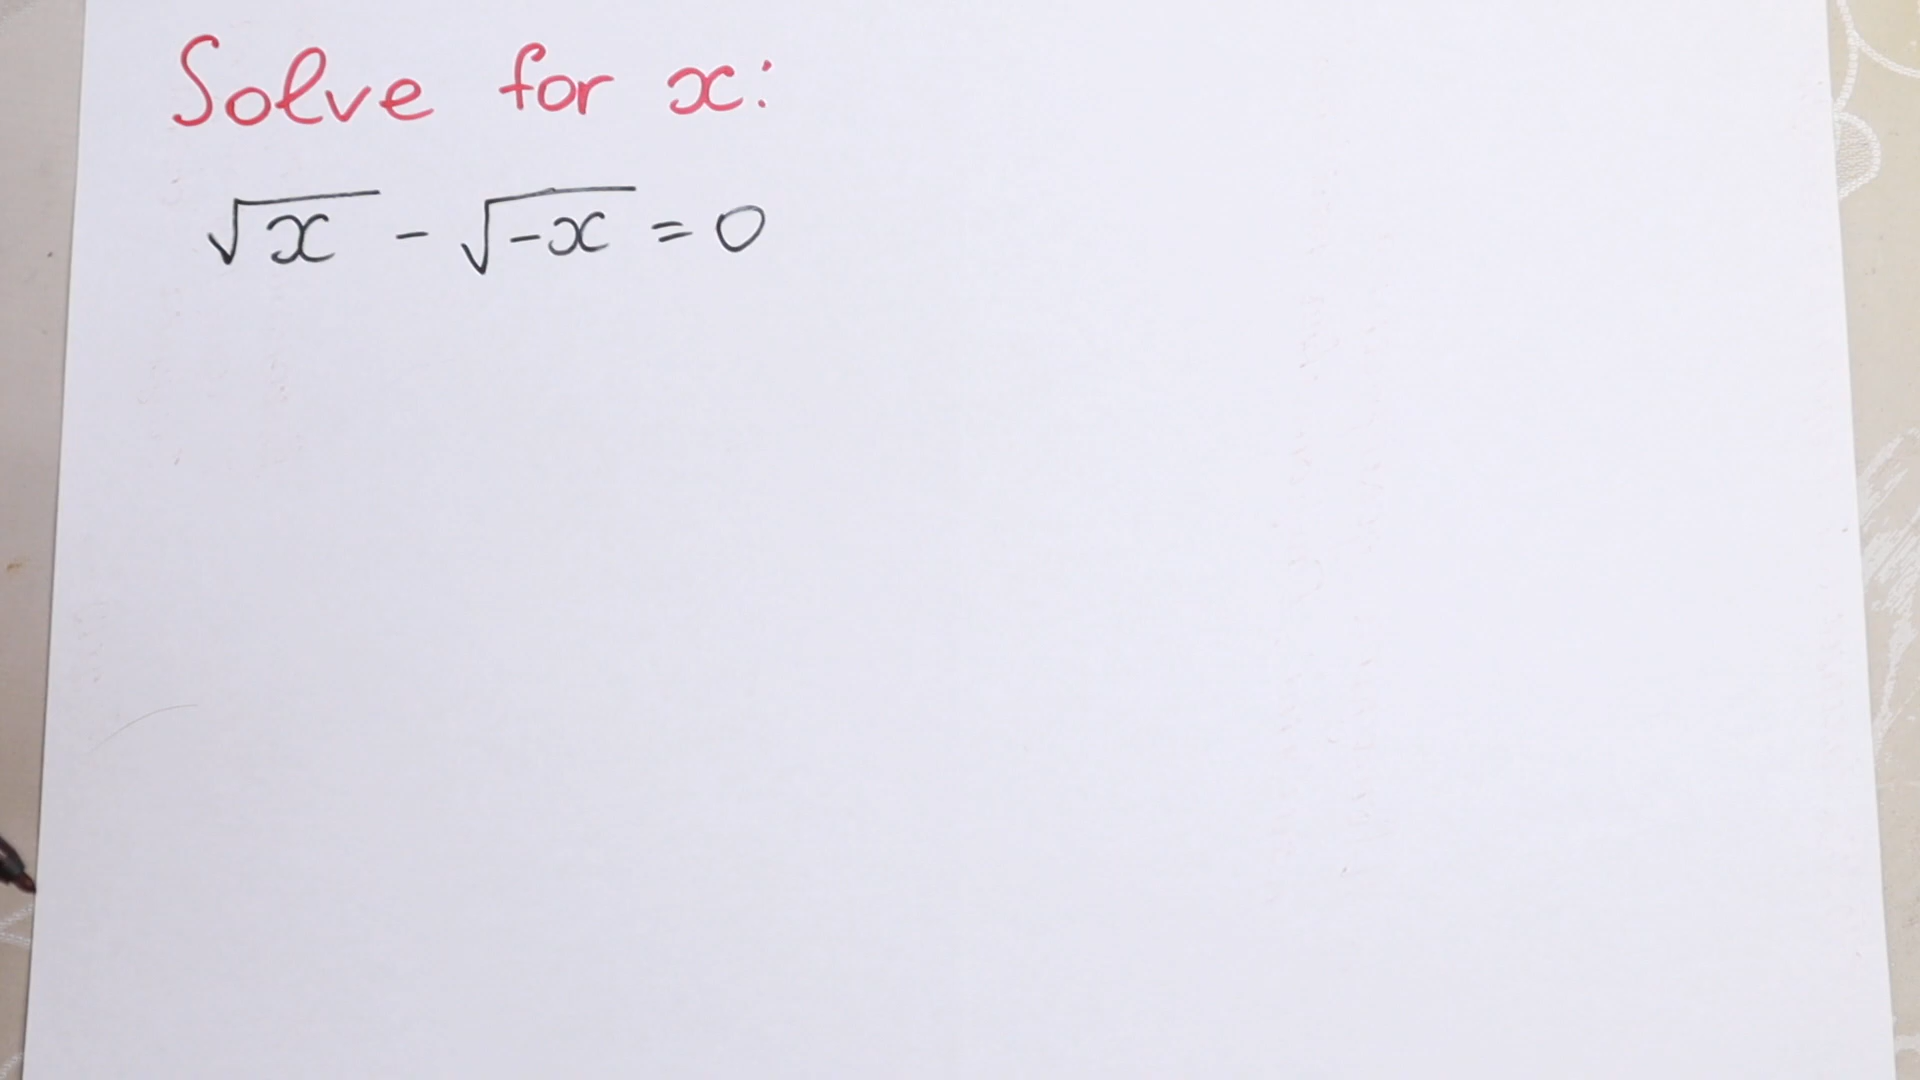 Solve for x:
√x - √-x = 0